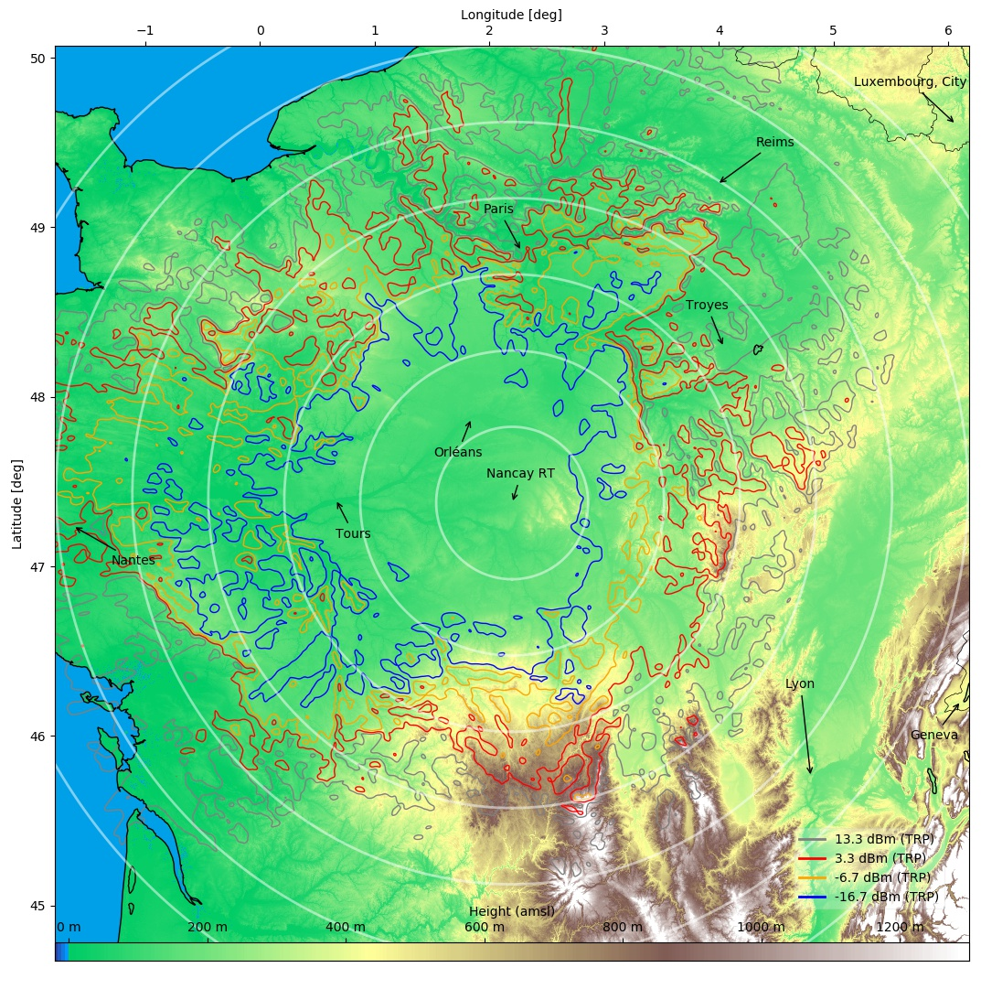 Longitude [deg]
−1 0 1 2 3 4 5 6
50
Luxembourg, City
Reims
49
Paris
Troyes
48
Orléans
Nancay RT
Latitude [deg]
Tours
Nantes
47
Lyon
46
Geneva
13.3 dBm (TRP)
3.3 dBm (TRP)
-6.7 dBm (TRP)
-16.7 dBm (TRP)
45
Height (amsl)
0 m 200 m 400 m 600 m 800 m 1000 m 1200 m